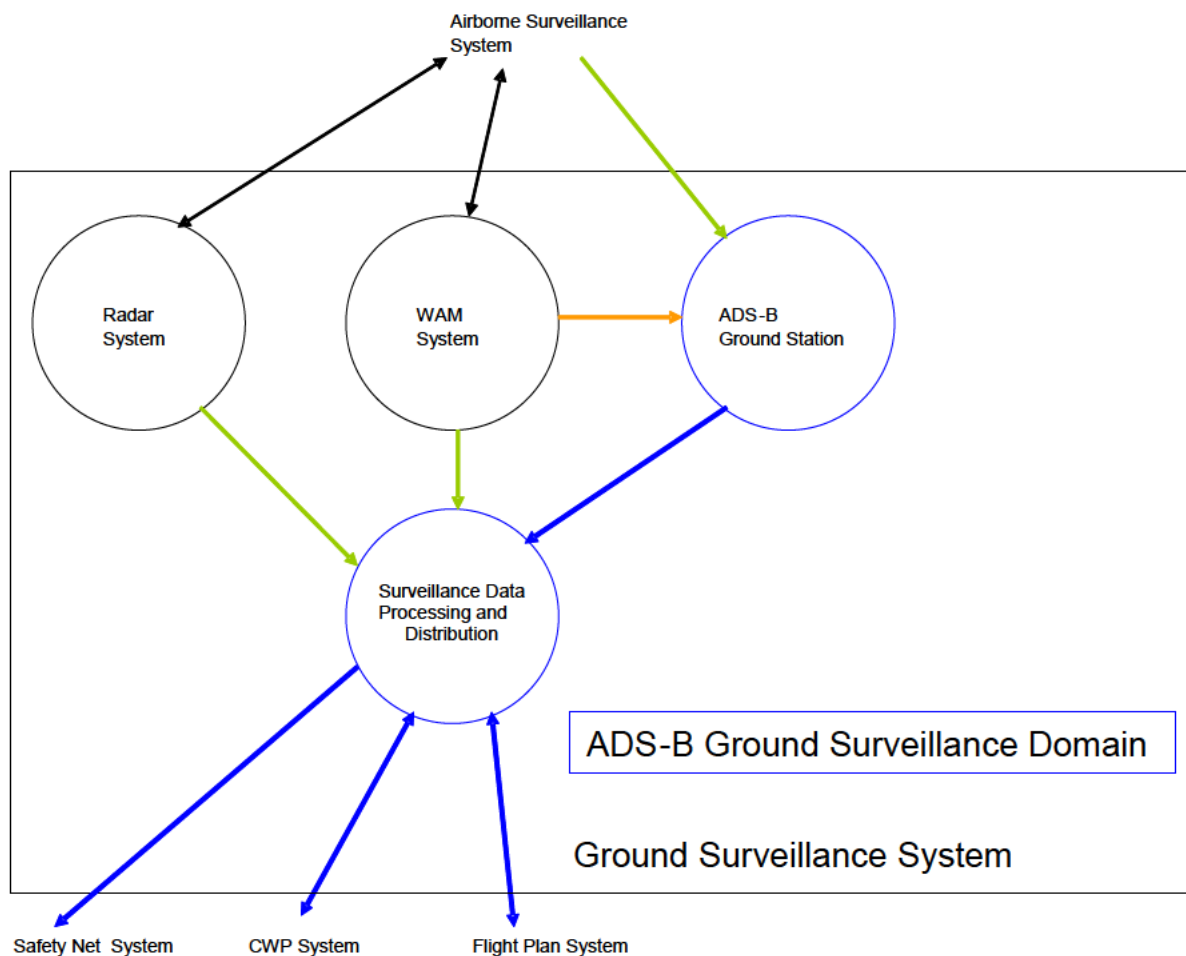 Airborne Surveillance
System
Radar
System
WAM
System
ADS-B
Ground Station
Surveillance Data
Processing and
Distribution
ADS-B Ground Surveillance Domain
Ground Surveillance System
Safety Net System
CWP System
Flight Plan System